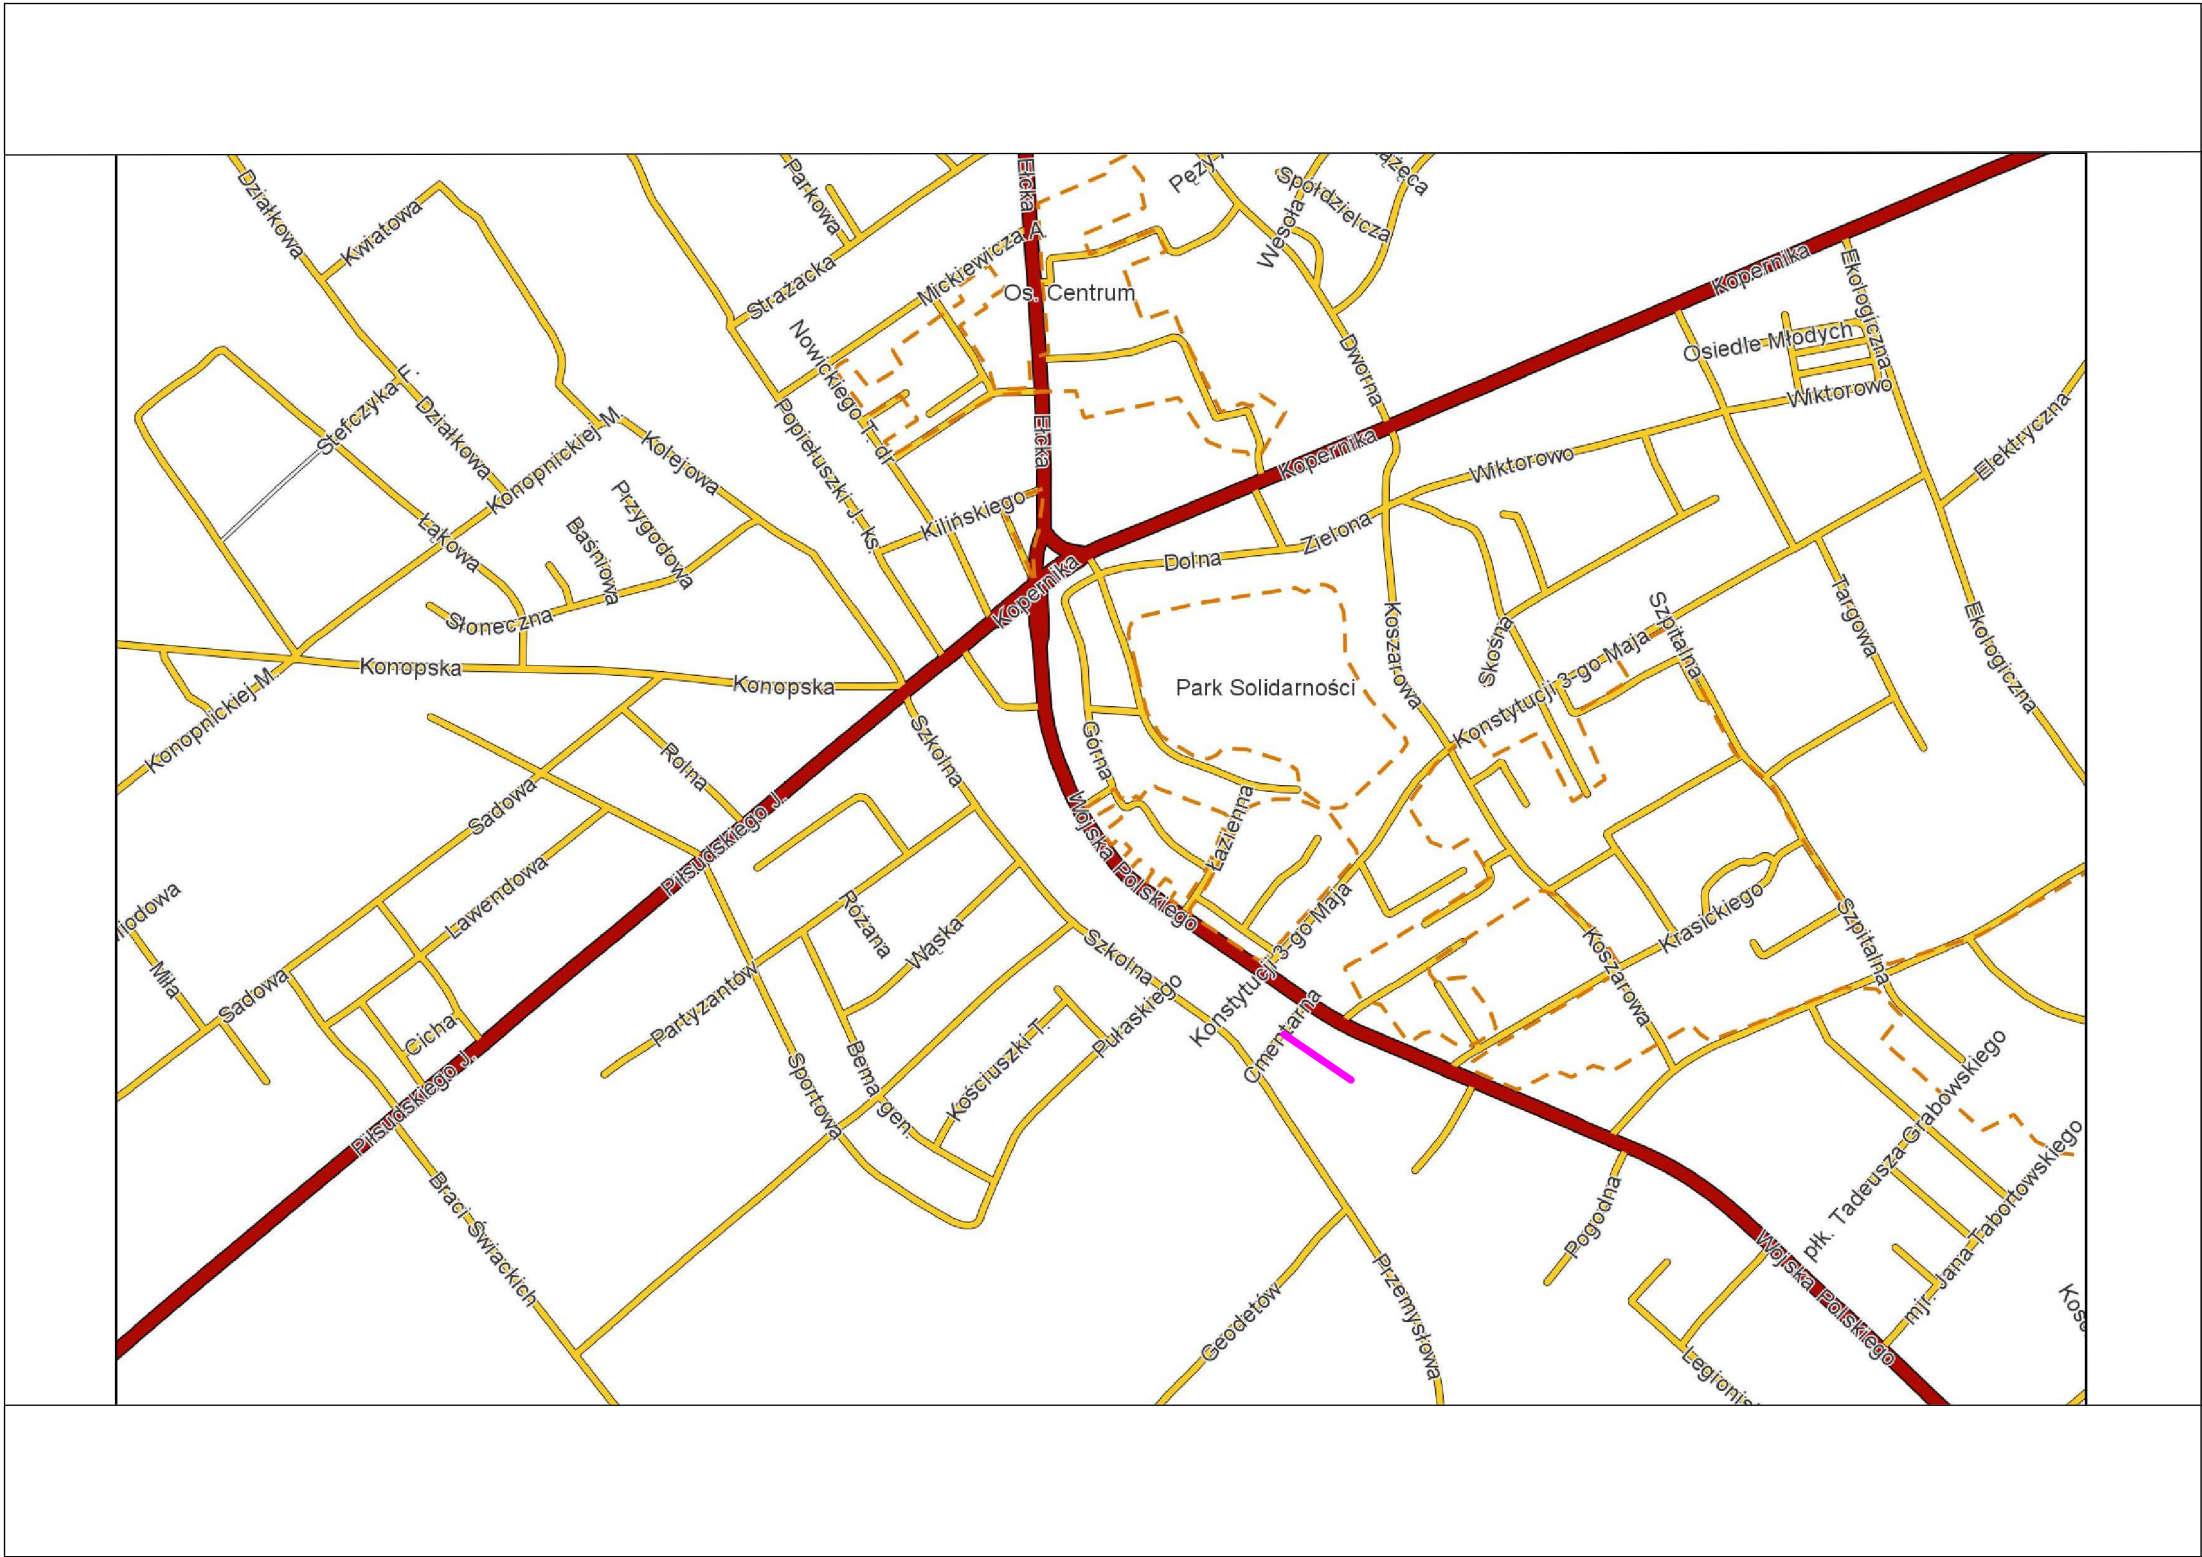 Działkowa
Kwiatowa
Parkowa
Ełcka
Spółdzielcza
Wesoła
Strażacka
Mickiewicza A.
Os. Centrum
Kopernika
Ekologiczna
Osiedle Młodych
Wiktorowo
Nowickiego T. dr
Dworna
Stefczyka F.
Działkowa
Konopnickiej M.
Kolejowa
Popiełuszki J. ks.
Ełcka
Kopernika
Wiktorowo
Elektryczna
Łąkowa
Przygodowa
Baśniowa
Kilińskiego
Zielona
Dolna
Słoneczna
Kopernika
Koszarowa
Skośna
Szpitalna
Targowa
Ekologiczna
Konopska
Konopska
Konopnickiej M.
Park Solidarności
Konstytucji 3-go Maja
Szkolna
Górna
Rolna
Sadowa
Piłsudskiego J.
Wojska Polskiego
Łazienna
Lawendowa
Różana
Wąska
Miła
Sadowa
Partyzantów
Szkolna
Pułaskiego
Konstytucji 3-go Maja
Krasickiego
Szpitalna
Koszarowa
Cmentarna
Cicha
Piłsudskiego J.
Kościuszki T.
Bema gen.
Sportowa
Braci Świackich
Pogodna
Przemysłowa
Geodetów
płk. Tadeusza Grabowskiego
mjr. Jana Tabortowskiego
Wojska Polskiego